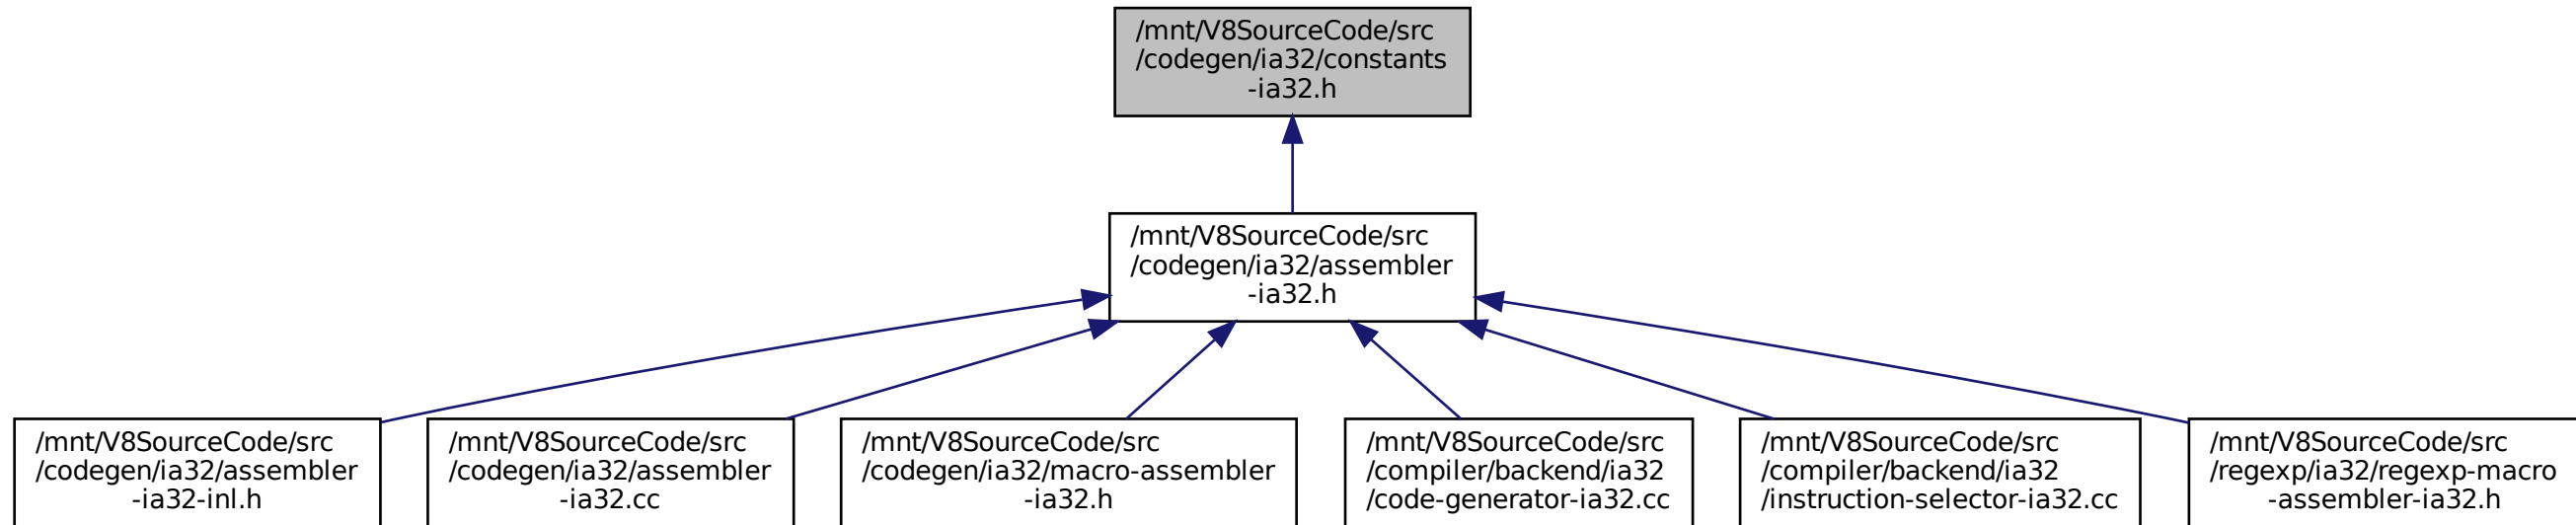 /mnt/V8SourceCode/src
/codegen/ia32/constants
-ia32.h
/mnt/V8SourceCode/src
/codegen/ia32/assembler
-ia32.h
/mnt/V8SourceCode/src
/codegen/ia32/assembler
-ia32-inl.h
/mnt/V8SourceCode/src
/codegen/ia32/assembler
-ia32.cc
/mnt/V8SourceCode/src
/codegen/ia32/macro-assembler
-ia32.h
/mnt/V8SourceCode/src
/compiler/backend/ia32
/code-generator-ia32.cc
/mnt/V8SourceCode/src
/compiler/backend/ia32
/instruction-selector-ia32.cc
/mnt/V8SourceCode/src
/regexp/ia32/regexp-macro
-assembler-ia32.h